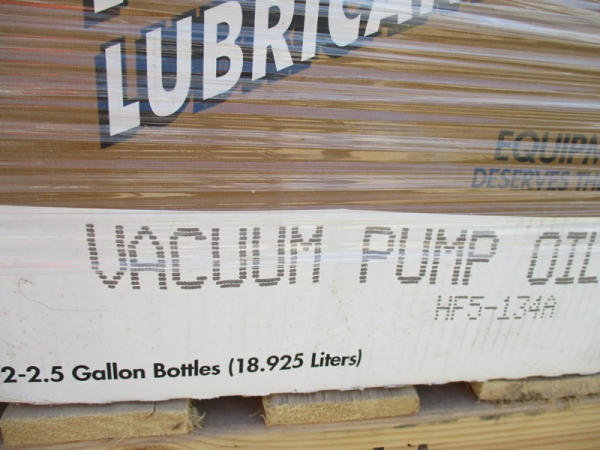 LUBRICA
EQUIPM
DESERVES TH
VACUUM PUMP OIL
HF5-134A
2-2.5 Gallon Bottles (18.925 Liters)